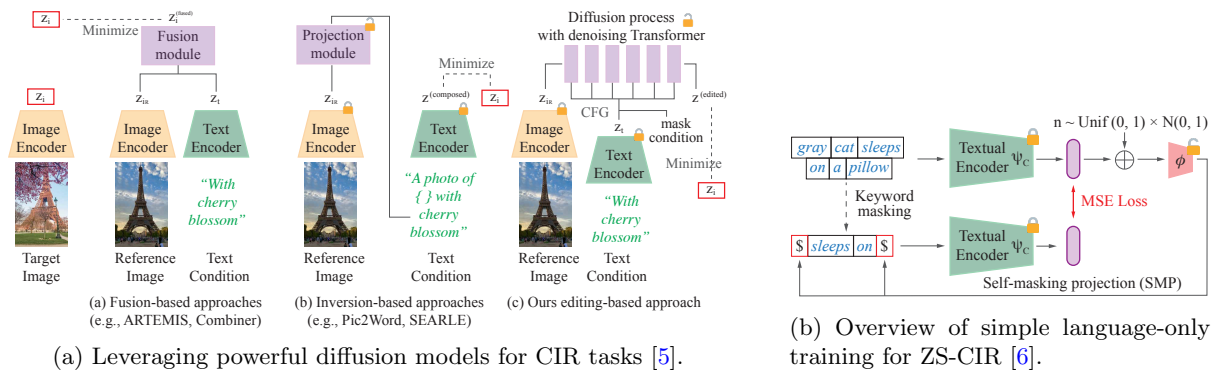 z_i
z_i^(fused)
Minimize
Fusion
module
z_i
z_iR
z_t
Image
Encoder
Image
Encoder
Text
Encoder
“With
cherry
blossom”
Target
Image
Reference
Image
Text
Condition
(a) Fusion-based approaches
(e.g., ARTEMIS, Combiner)
Projection
module
Minimize
z_iR
z^(composed)
z_i
Image
Encoder
Text
Encoder
“A photo of
{ } with
cherry
blossom”
Reference
Image
Text
Condition
(b) Inversion-based approaches
(e.g., Pic2Word, SEARLE)
Diffusion process
with denoising Transformer
z_iR
z^(edited)
CFG
z_t
mask
condition
Image
Encoder
Text
Encoder
Minimize
z_i
“With
cherry
blossom”
Reference
Image
Text
Condition
(c) Ours editing-based approach
(a) Leveraging powerful diffusion models for CIR tasks [5].
n ~ Unif (0, 1) × N(0, 1)
gray cat sleeps
on a pillow
Textual
Encoder ψ_C
ϕ
Keyword
masking
MSE Loss
$ sleeps on $
Textual
Encoder ψ_C
Self-masking projection (SMP)
(b) Overview of simple language-only
training for ZS-CIR [6].